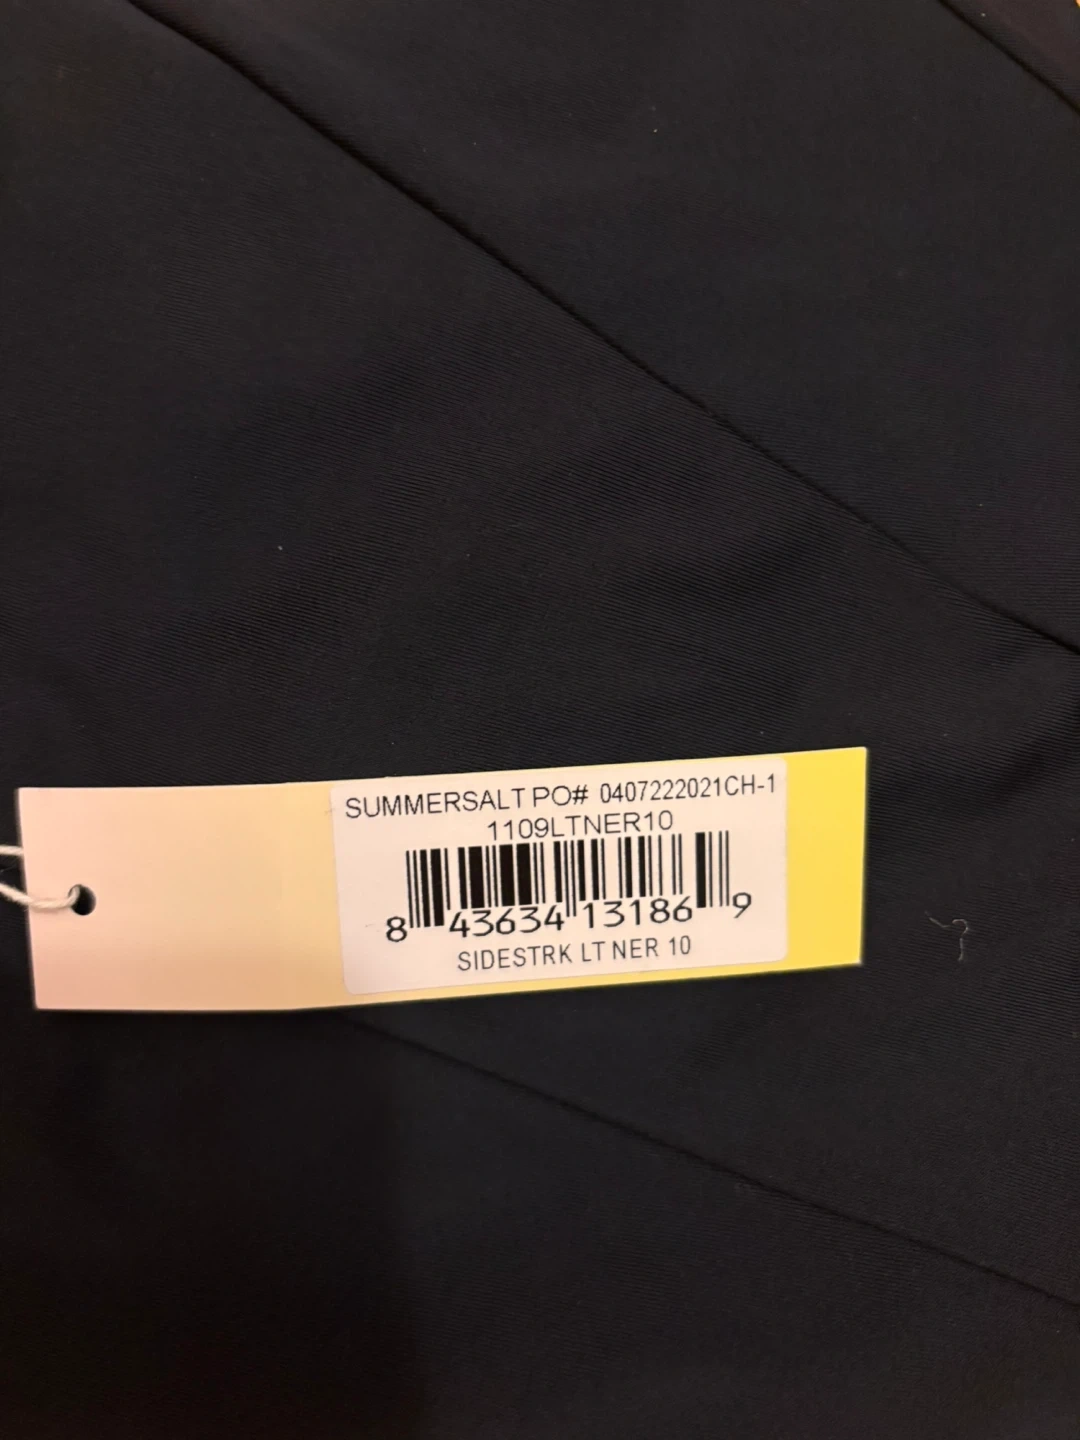 SUMMERSALT PO# 0407222021CH-1
1109LTNER10
8 43634 13186 9
SIDESTRK LT NER 10